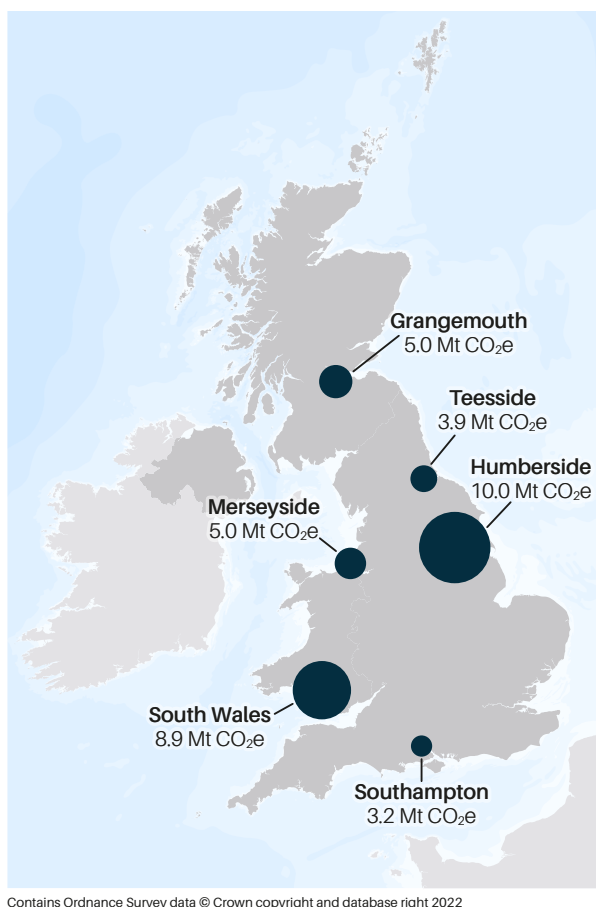 Grangemouth
5.0 Mt CO₂e
Teesside
3.9 Mt CO₂e
Humberside
10.0 Mt CO₂e
Merseyside
5.0 Mt CO₂e
South Wales
8.9 Mt CO₂e
Southampton
3.2 Mt CO₂e
Contains Ordnance Survey data © Crown copyright and database right 2022